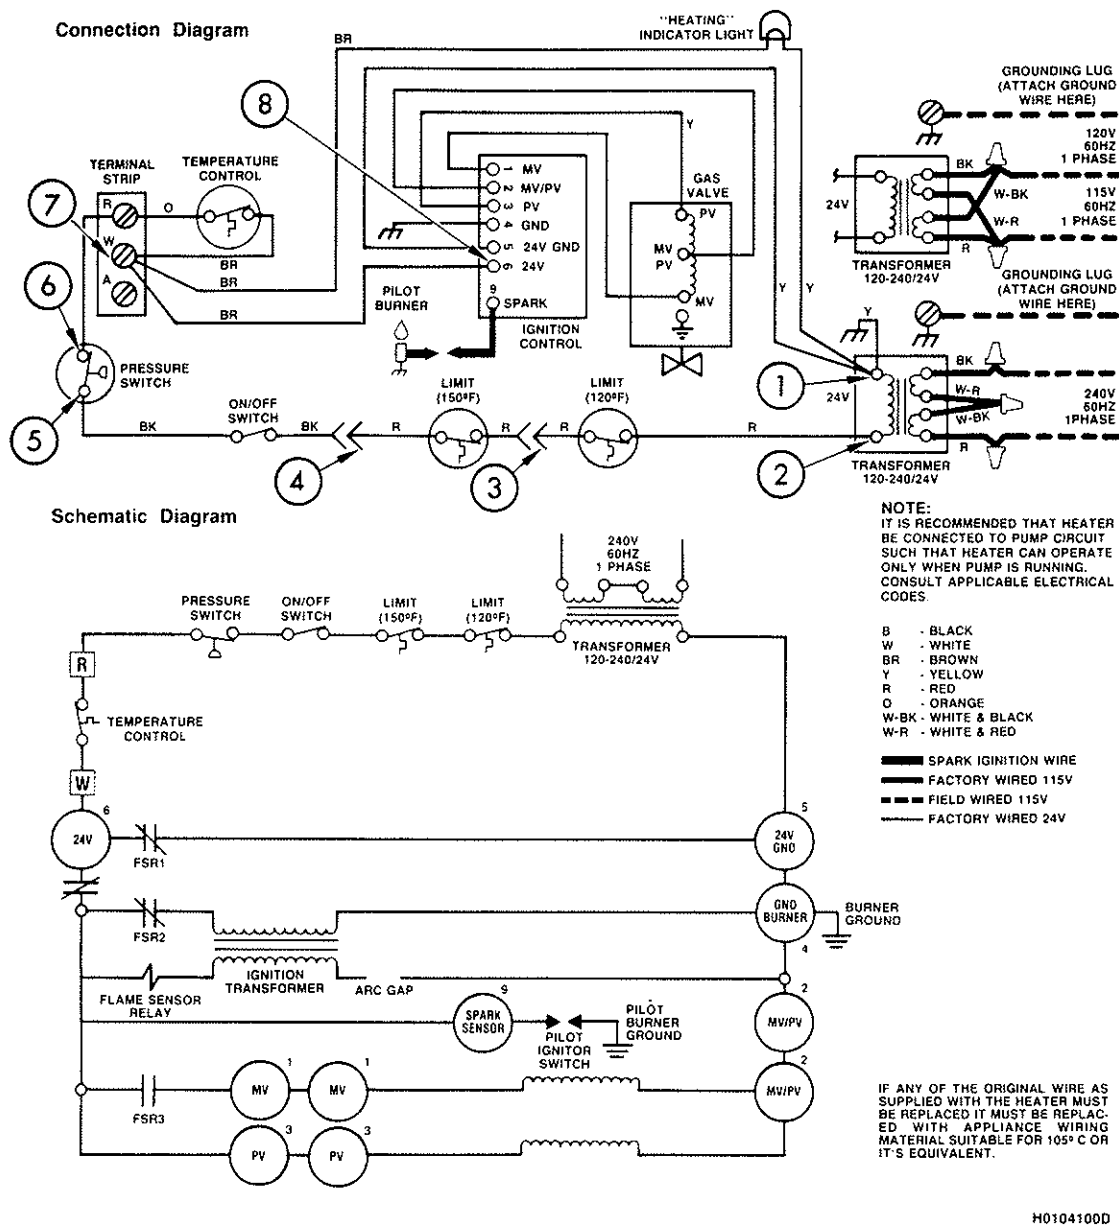 Connection Diagram
"HEATING"
INDICATOR LIGHT
BR
BR
8
TERMINAL
STRIP
TEMPERATURE
CONTROL
7
R
O
W
A
BR
BR
BR
6
PRESSURE
SWITCH
5
1 MV
2 MV/PV
3 PV
4 GND
5 24V GND
6 24V
9
SPARK
IGNITION
CONTROL
PILOT
BURNER
Y
GAS
VALVE
PV
MV
PV
MV
Y
Y
Y
GROUNDING LUG
(ATTACH GROUND
WIRE HERE)
120V
60HZ
1 PHASE
115V
60HZ
1 PHASE
BK
W-BK
W-R
R
24V
TRANSFORMER
120-240/24V
GROUNDING LUG
(ATTACH GROUND
WIRE HERE)
BK
W-R
W-BK
R
24V
240V
60HZ
1PHASE
TRANSFORMER
120-240/24V
1
2
BK
ON/OFF
SWITCH
BK
4
R
LIMIT
(150ºF)
R
3
R
LIMIT
(120ºF)
R
Schematic Diagram
240V
60HZ
1 PHASE
PRESSURE
SWITCH
ON/OFF
SWITCH
LIMIT
(150ºF)
LIMIT
(120ºF)
TRANSFORMER
120-240/24V
R
TEMPERATURE
CONTROL
W
6
24V
FSR1
5
24V
GND
FSR2
GND
BURNER
BURNER
GROUND
4
IGNITION
TRANSFORMER
ARC GAP
FLAME SENSOR
RELAY
9
SPARK
SENSOR
PILOT
IGNITOR
SWITCH
PILOT
BURNER
GROUND
2
MV/PV
FSR3
1
MV
1
MV
2
MV/PV
3
PV
3
PV
NOTE:
IT IS RECOMMENDED THAT HEATER
BE CONNECTED TO PUMP CIRCUIT
SUCH THAT HEATER CAN OPERATE
ONLY WHEN PUMP IS RUNNING.
CONSULT APPLICABLE ELECTRICAL
CODES.
B - BLACK
W - WHITE
BR - BROWN
Y - YELLOW
R - RED
O - ORANGE
W-BK - WHITE & BLACK
W-R - WHITE & RED
SPARK IGINITION WIRE
FACTORY WIRED 115V
FIELD WIRED 115V
FACTORY WIRED 24V
IF ANY OF THE ORIGINAL WIRE AS
SUPPLIED WITH THE HEATER MUST
BE REPLACED IT MUST BE REPLAC-
ED WITH APPLIANCE WIRING
MATERIAL SUITABLE FOR 105º C OR
IT'S EQUIVALENT.
H0104100D